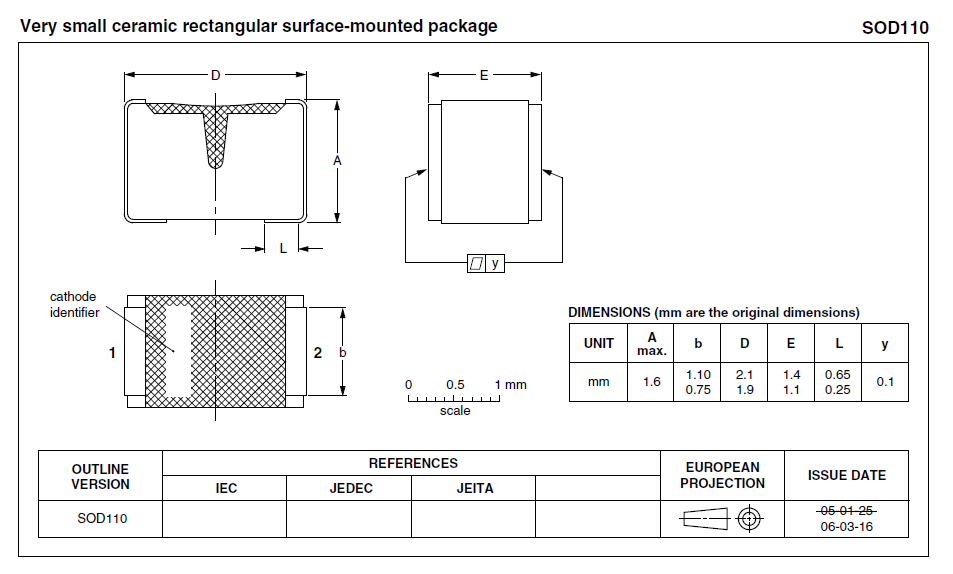 Very small ceramic rectangular surface-mounted package
SOD110
D
E
A
L
y
cathode
identifier
1
2
b
0
0.5
1 mm
scale
DIMENSIONS (mm are the original dimensions)
UNIT A max. b D E L y
mm 1.6 1.10 0.75 2.1 1.9 1.4 1.1 0.65 0.25 0.1
OUTLINE VERSION
REFERENCES
EUROPEAN PROJECTION
ISSUE DATE
IEC JEDEC JEITA
SOD110
05-01-25
06-03-16